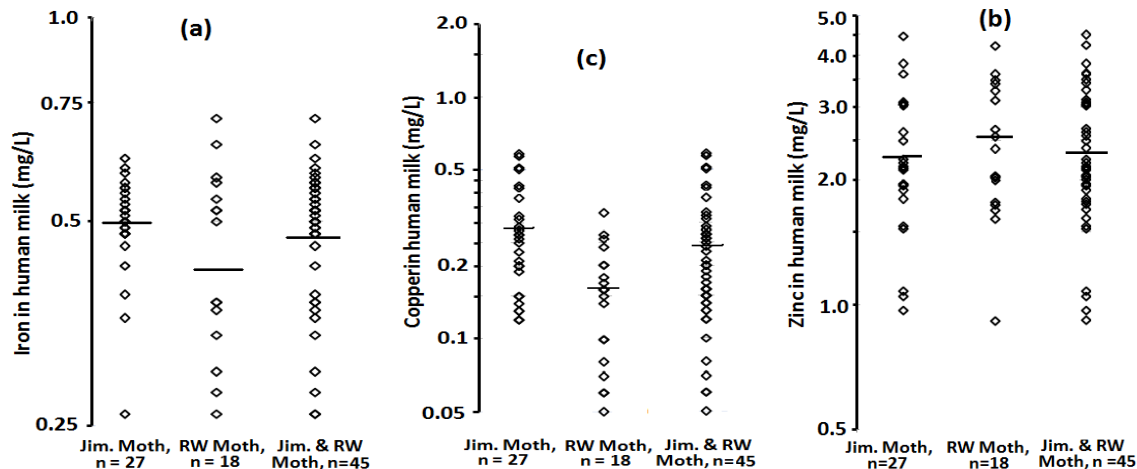 (a)
Iron in human milk (mg/L)
1.0
0.75
0.5
0.25
Jim. Moth,
n = 27
RW Moth,
n = 18
Jim. & RW
Moth, n=45
(c)
Copperin human milk (mg/L)
2.0
1.0
0.5
0.2
0.1
0.05
Jim. Moth,
n = 27
RW Moth,
n = 18
Jim. & RW
Moth, n=45
(b)
Zinc in human milk (mg/L)
5.0
4.0
3.0
2.0
1.0
0.5
Jim. Moth,
n=27
RW Moth,
n=18
Jim. & RW
Moth, n =45